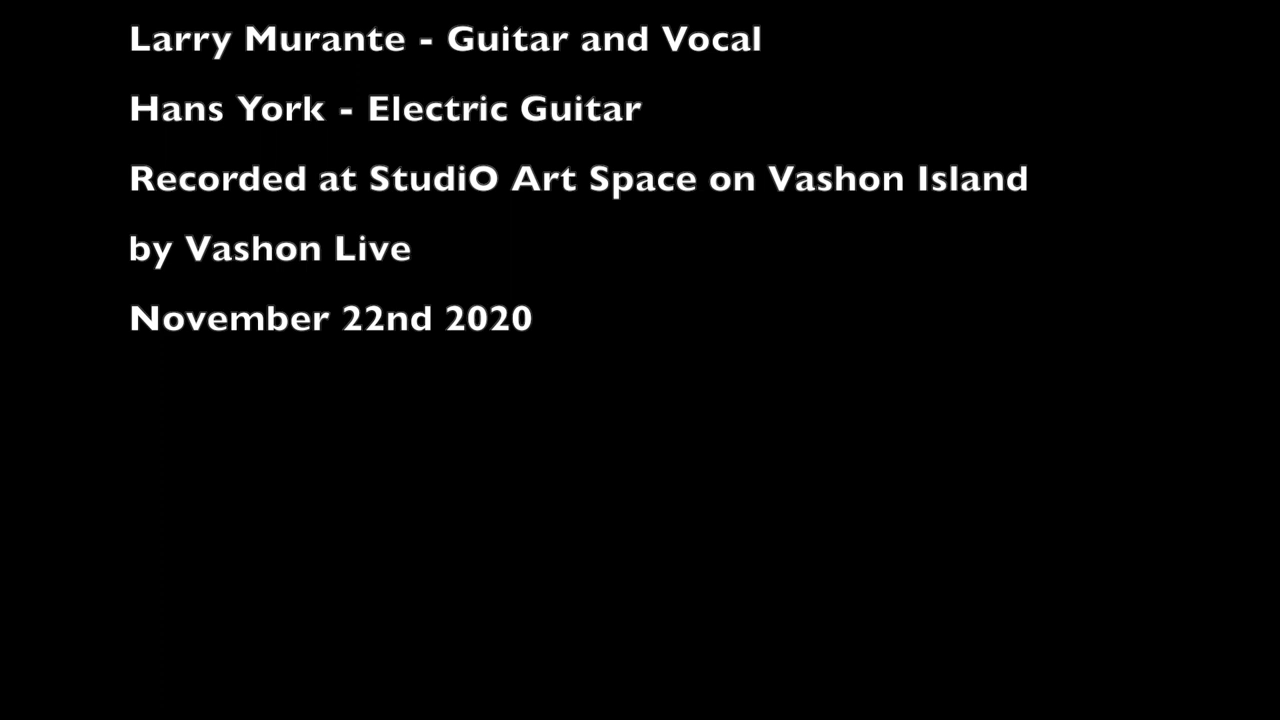 Larry Murante - Guitar and Vocal
Hans York - Electric Guitar
Recorded at StudiO Art Space on Vashon Island
by Vashon Live
November 22nd 2020